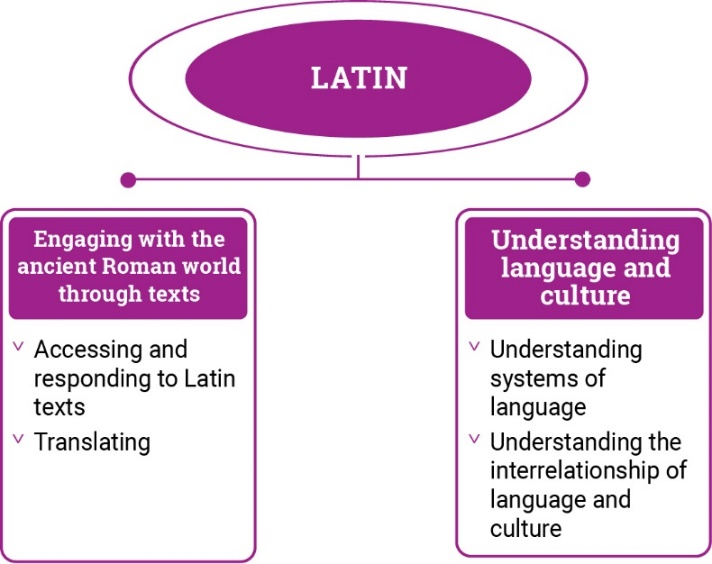 LATIN
Engaging with the
ancient Roman world
through texts
Accessing and
responding to Latin
texts
Translating
Understanding
language and
culture
Understanding
systems of
language
Understanding the
interrelationship of
language and
culture